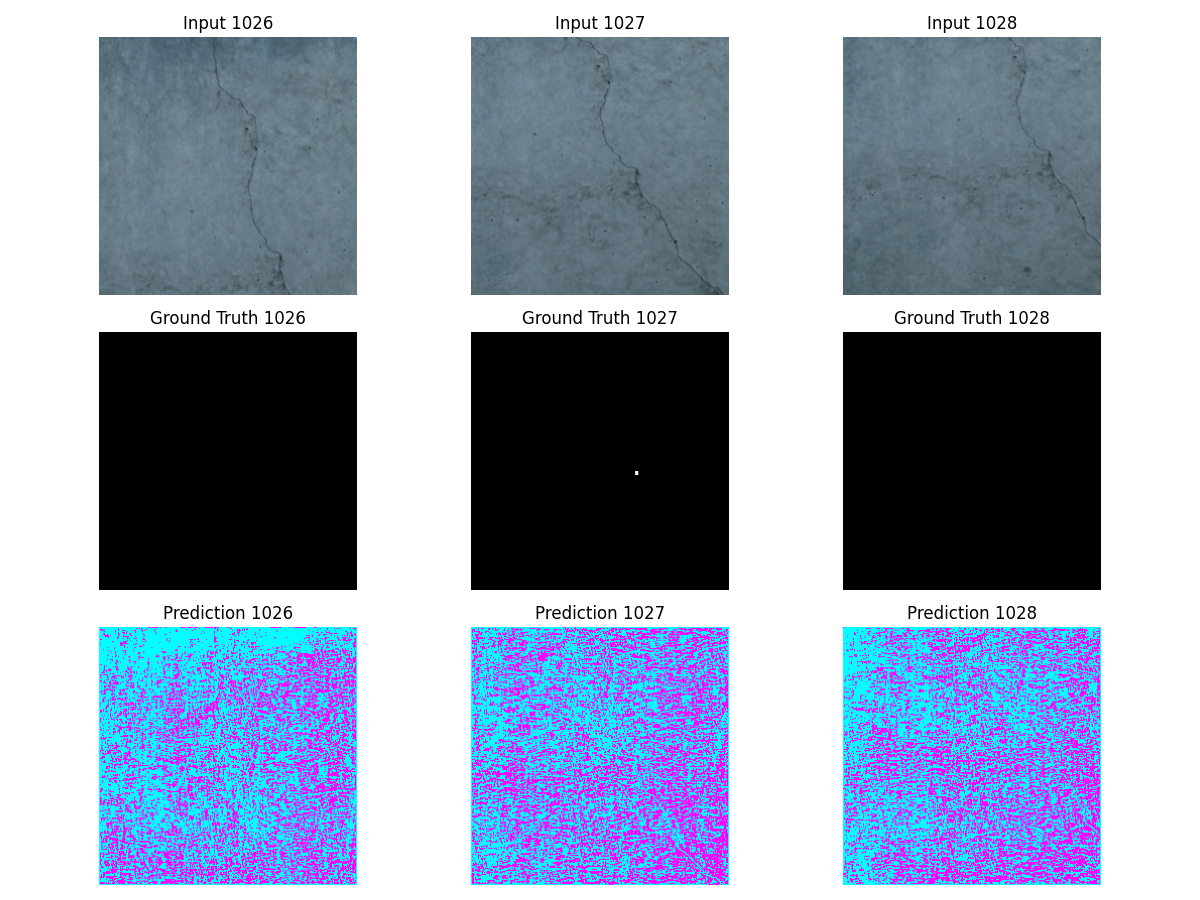 Input 1026
Input 1027
Input 1028
Ground Truth 1026
Ground Truth 1027
Ground Truth 1028
Prediction 1026
Prediction 1027
Prediction 1028